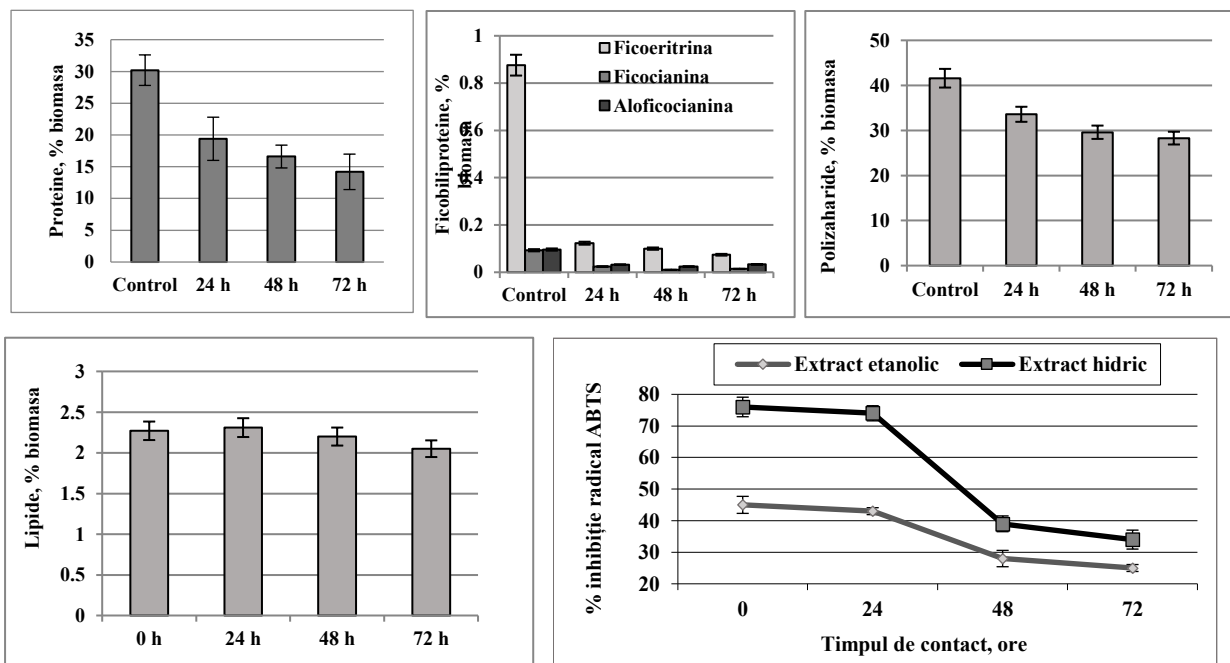 Proteine, % biomasa
35
30
25
20
15
10
5
0
Control 24 h 48 h 72 h
Ficobiliproteine, %
biomasa
1
0.8
0.6
0.4
0.2
0
Ficoeritrina
Ficocianina
Aloficocianina
Control 24 h 48 h 72 h
Polizaharide, % biomasa
50
40
30
20
10
0
Control 24 h 48 h 72 h
Lipide, % biomasa
3
2.5
2
1.5
1
0.5
0
0 h 24 h 48 h 72 h
Extract etanolic Extract hidric
% inhibiție radical ABTS
80
70
60
50
40
30
20
0 24 48 72
Timpul de contact, ore